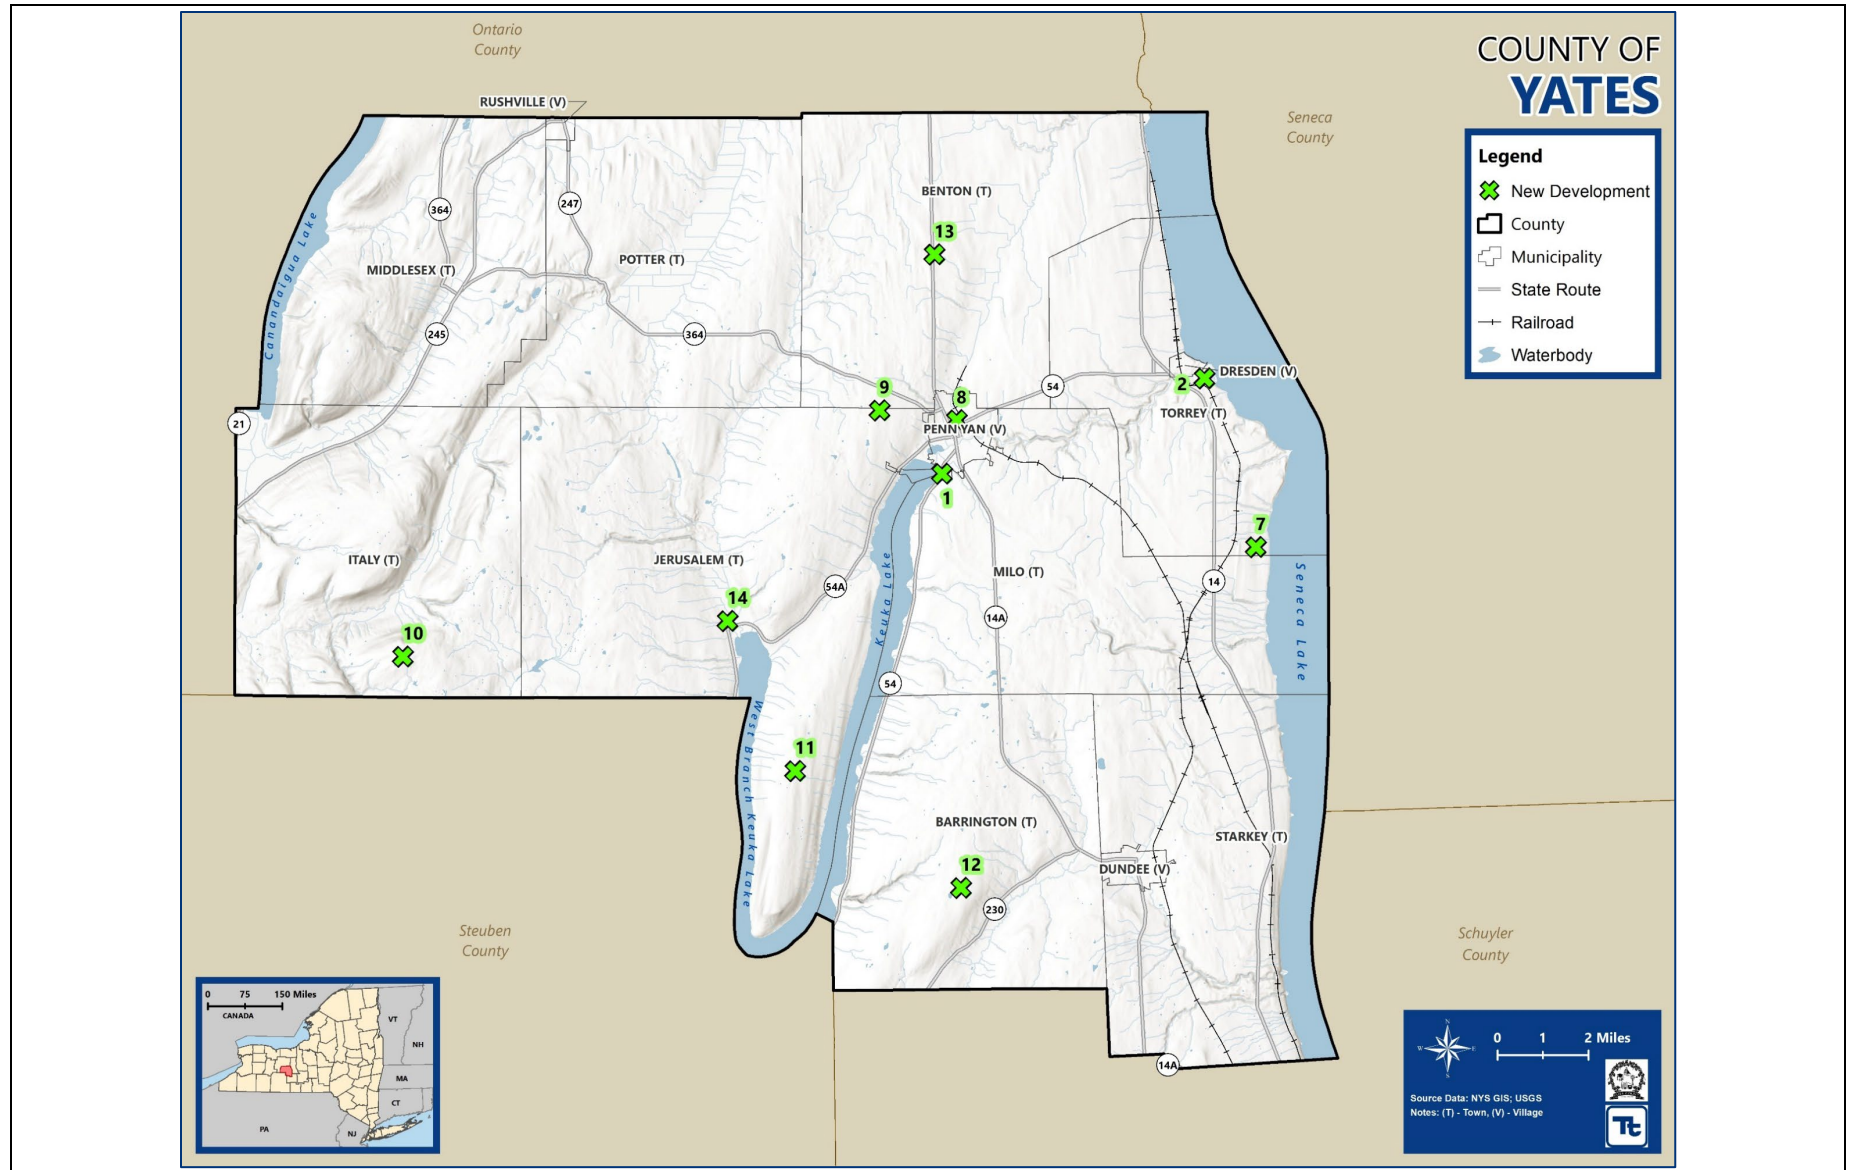 Ontario
County
COUNTY OF
YATES
RUSHVILLE (V)
Seneca
County
Legend
New Development
County
Municipality
State Route
Railroad
Waterbody
BENTON (T)
364
247
13
Canandaigua Lake
MIDDLESEX (T)
POTTER (T)
245
364
9
8
54
2
DRESDEN (V)
TORREY (T)
21
PENN YAN (V)
1
7
ITALY (T)
JERUSALEM (T)
54A
Keuka Lake
MILO (T)
14
Seneca Lake
14
14A
10
54
West Branch Keuka Lake
11
BARRINGTON (T)
STARKEY (T)
12
DUNDEE (V)
230
Steuben
County
Schuyler
County
14A
0 75 150 Miles
CANADA
VT
NH
MA
CT
PA
NJ
N
W E
S
0 1 2 Miles
Source Data: NYS GIS; USGS
Notes: (T) - Town, (V) - Village
Tt